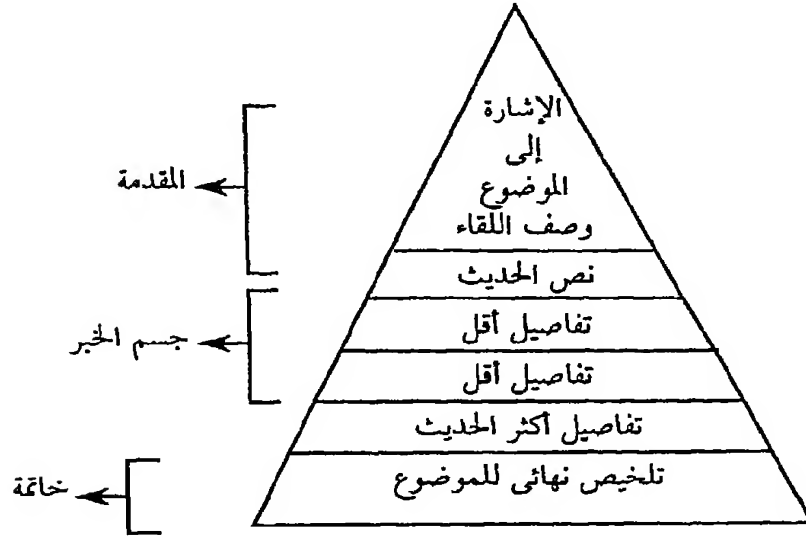 الإشارة
إلى
الموضوع
وصف اللقاء
المقدمة
نص الحديث
تفاصيل أقل
جسم الخبر
تفاصيل أقل
تفاصيل أكثر الحديث
تلخيص نهائى للموضوع
خاتمة